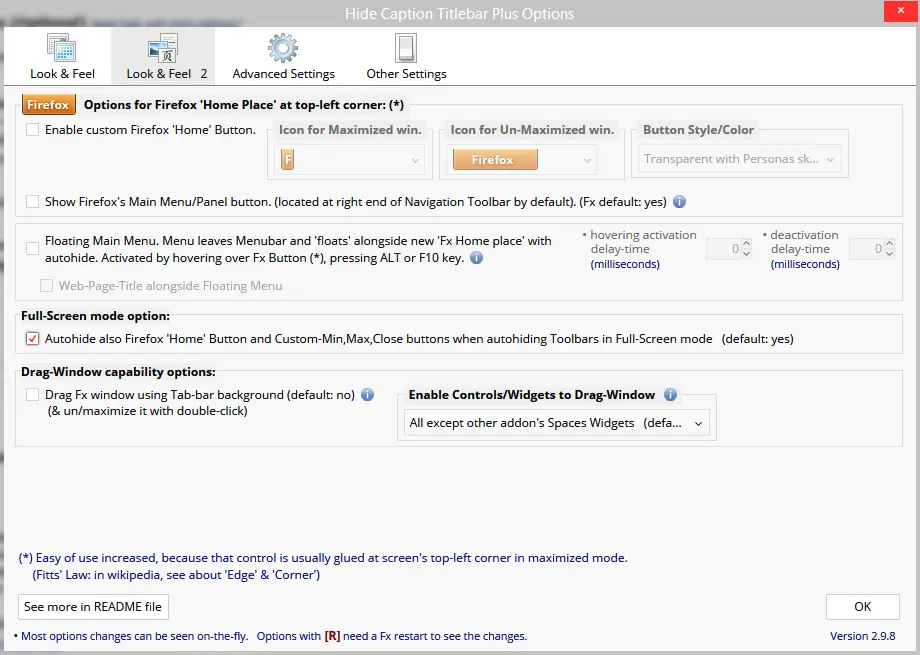 Hide Caption Titlebar Plus Options
×
Look & Feel
Look & Feel 2
Advanced Settings
Other Settings
Firefox Options for Firefox 'Home Place' at top-left corner: (*)
Enable custom Firefox 'Home' Button.
Icon for Maximized win.
F
Icon for Un-Maximized win.
Firefox
Button Style/Color
Transparent with Personas sk...
Show Firefox's Main Menu/Panel button. (located at right end of Navigation Toolbar by default). (Fx default: yes) i
Floating Main Menu. Menu leaves Menubar and 'floats' alongside new 'Fx Home place' with
autohide. Activated by hovering over Fx Button (*), pressing ALT or F10 key. i
• hovering activation
delay-time
(milliseconds)
0
• deactivation
delay-time
(milliseconds)
0
Web-Page-Title alongside Floating Menu
Full-Screen mode option:
Autohide also Firefox 'Home' Button and Custom-Min,Max,Close buttons when autohiding Toolbars in Full-Screen mode (default: yes)
Drag-Window capability options:
Drag Fx window using Tab-bar background (default: no) i
(& un/maximize it with double-click)
Enable Controls/Widgets to Drag-Window i
All except other addon's Spaces Widgets (defa...
(*) Easy of use increased, because that control is usually glued at screen's top-left corner in maximized mode.
(Fitts' Law: in wikipedia, see about 'Edge' & 'Corner')
See more in README file
OK
• Most options changes can be seen on-the-fly. Options with [R] need a Fx restart to see the changes.
Version 2.9.8